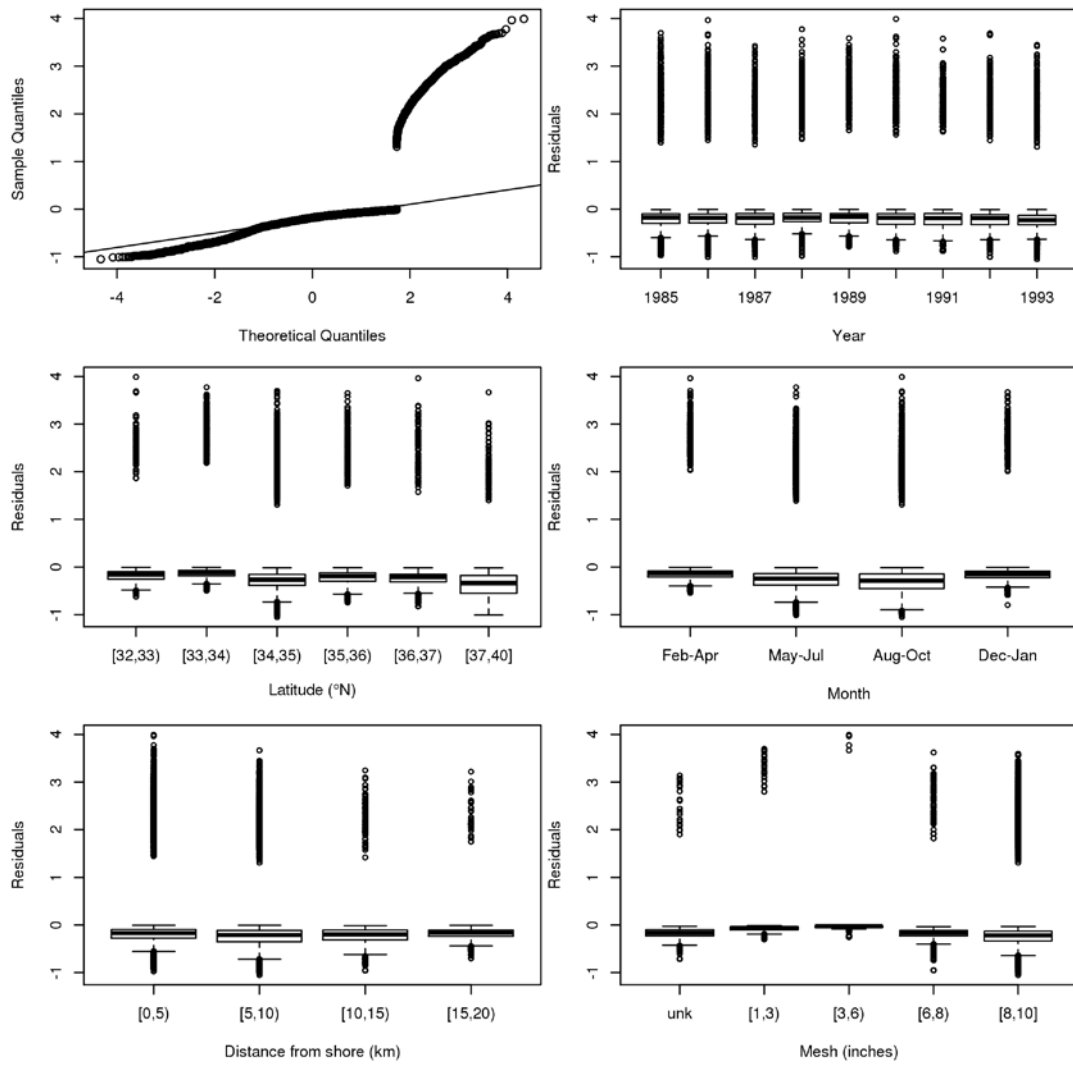 Sample Quantiles
4
3
2
1
0
-1
-4 -2 0 2 4
Theoretical Quantiles
Residuals
4
3
2
1
0
-1
1985 1987 1989 1991 1993
Year
Residuals
4
3
2
1
0
-1
[32,33) [33,34) [34,35) [35,36) [36,37) [37,40]
Latitude (°N)
Residuals
4
3
2
1
0
-1
Feb-Apr May-Jul Aug-Oct Dec-Jan
Month
Residuals
4
3
2
1
0
-1
[0,5) [5,10) [10,15) [15,20)
Distance from shore (km)
Residuals
4
3
2
1
0
-1
unk [1,3) [3,6) [6,8) [8,10]
Mesh (inches)